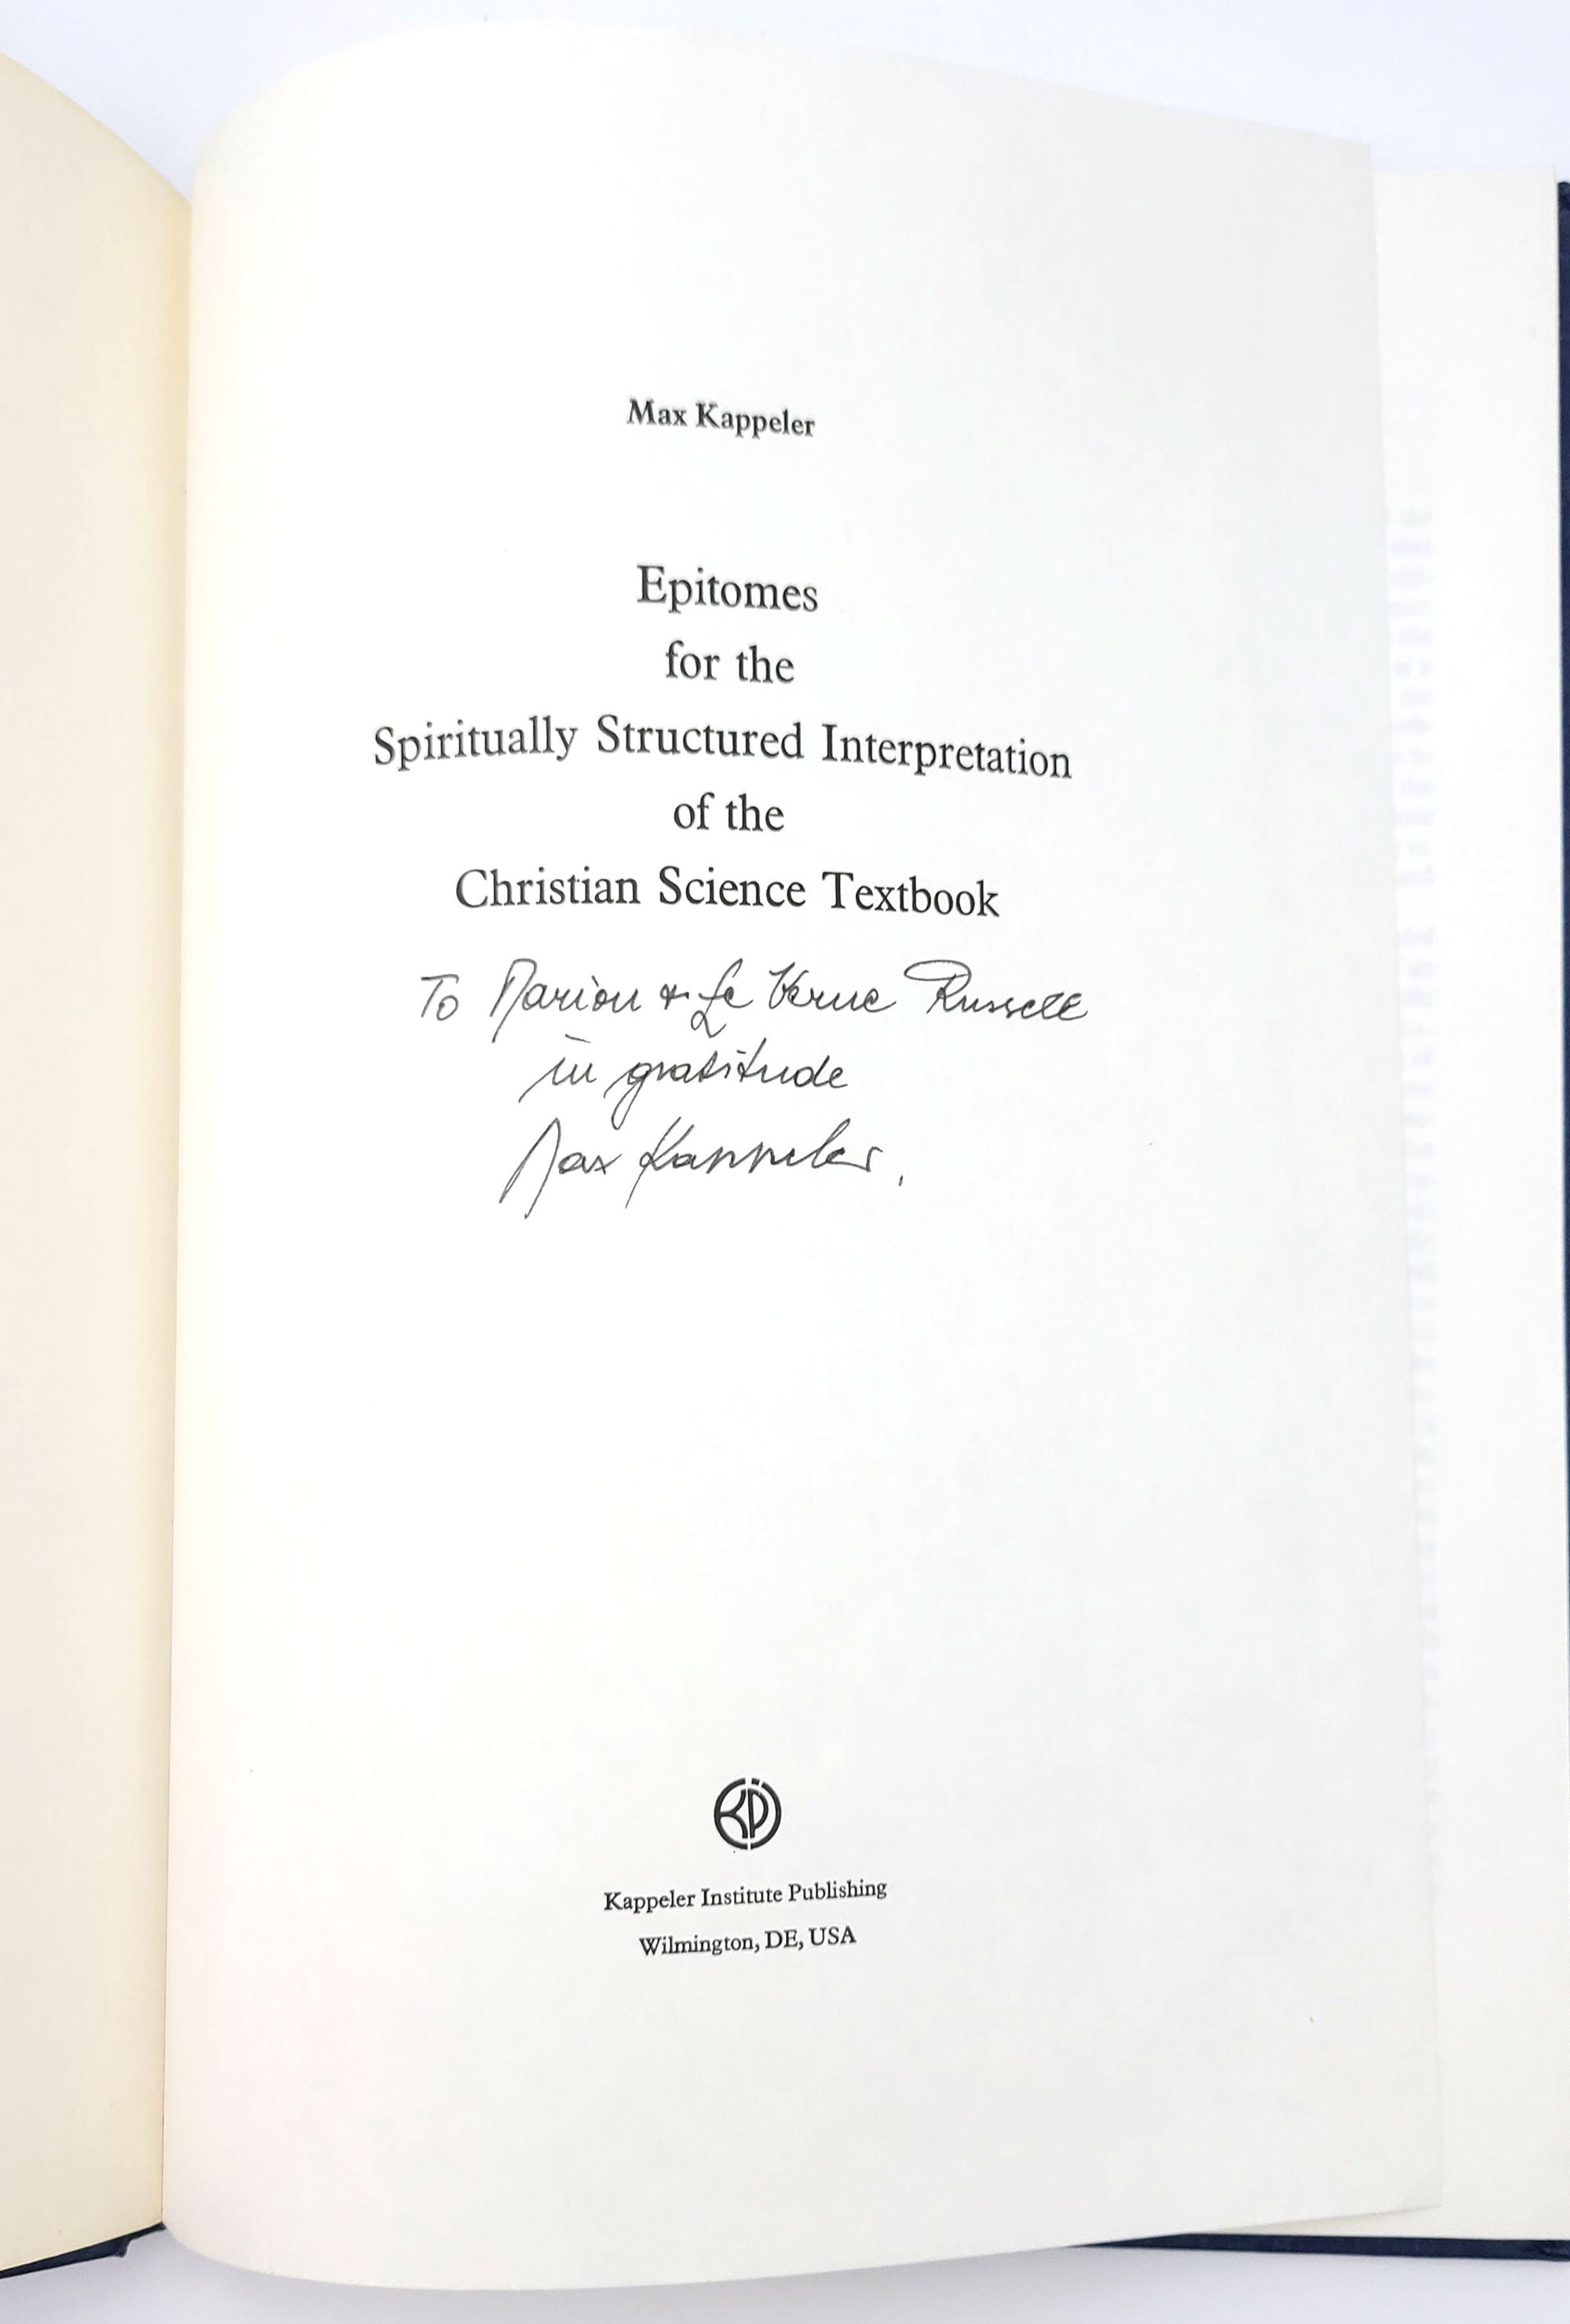 Max Kappeler
Epitomes
for the
Spiritually Structured Interpretation
of the
Christian Science Textbook
To Marion & Le Verne Russell
in gratitude
Max Kappeler.
KIP
Kappeler Institute Publishing
Wilmington, DE, USA